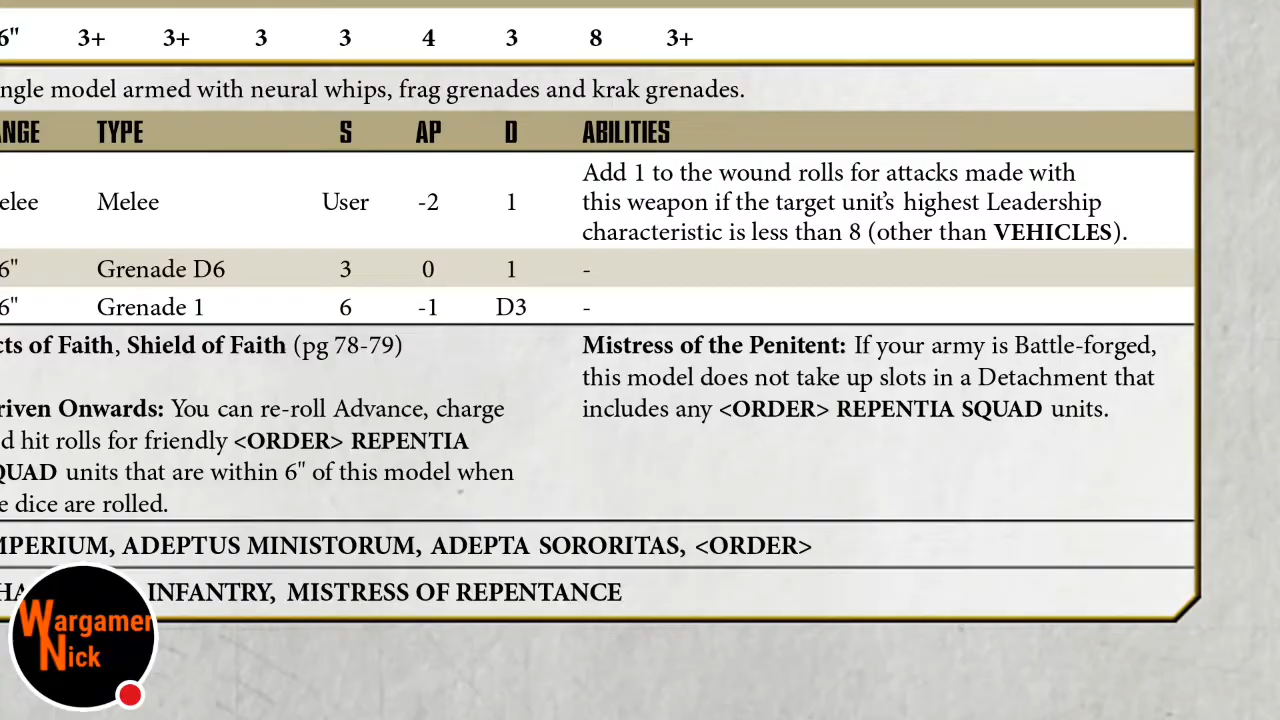 6" 3+ 3+ 3 3 4 3 8 3+
ngle model armed with neural whips, frag grenades and krak grenades.
ANGE TYPE S AP D ABILITIES
elee Melee User -2 1 Add 1 to the wound rolls for attacks made with
this weapon if the target unit's highest Leadership
characteristic is less than 8 (other than VEHICLES).
6" Grenade D6 3 0 1 -
6" Grenade 1 6 -1 D3 -
cts of Faith, Shield of Faith (pg 78-79)
riven Onwards: You can re-roll Advance, charge
d hit rolls for friendly <ORDER> REPENTIA
QUAD units that are within 6" of this model when
e dice are rolled.
Mistress of the Penitent: If your army is Battle-forged,
this model does not take up slots in a Detachment that
includes any <ORDER> REPENTIA SQUAD units.
MPERIUM, ADEPTUS MINISTORUM, ADEPTA SORORITAS, <ORDER>
HA INFANTRY, MISTRESS OF REPENTANCE
Wargamer
Nick